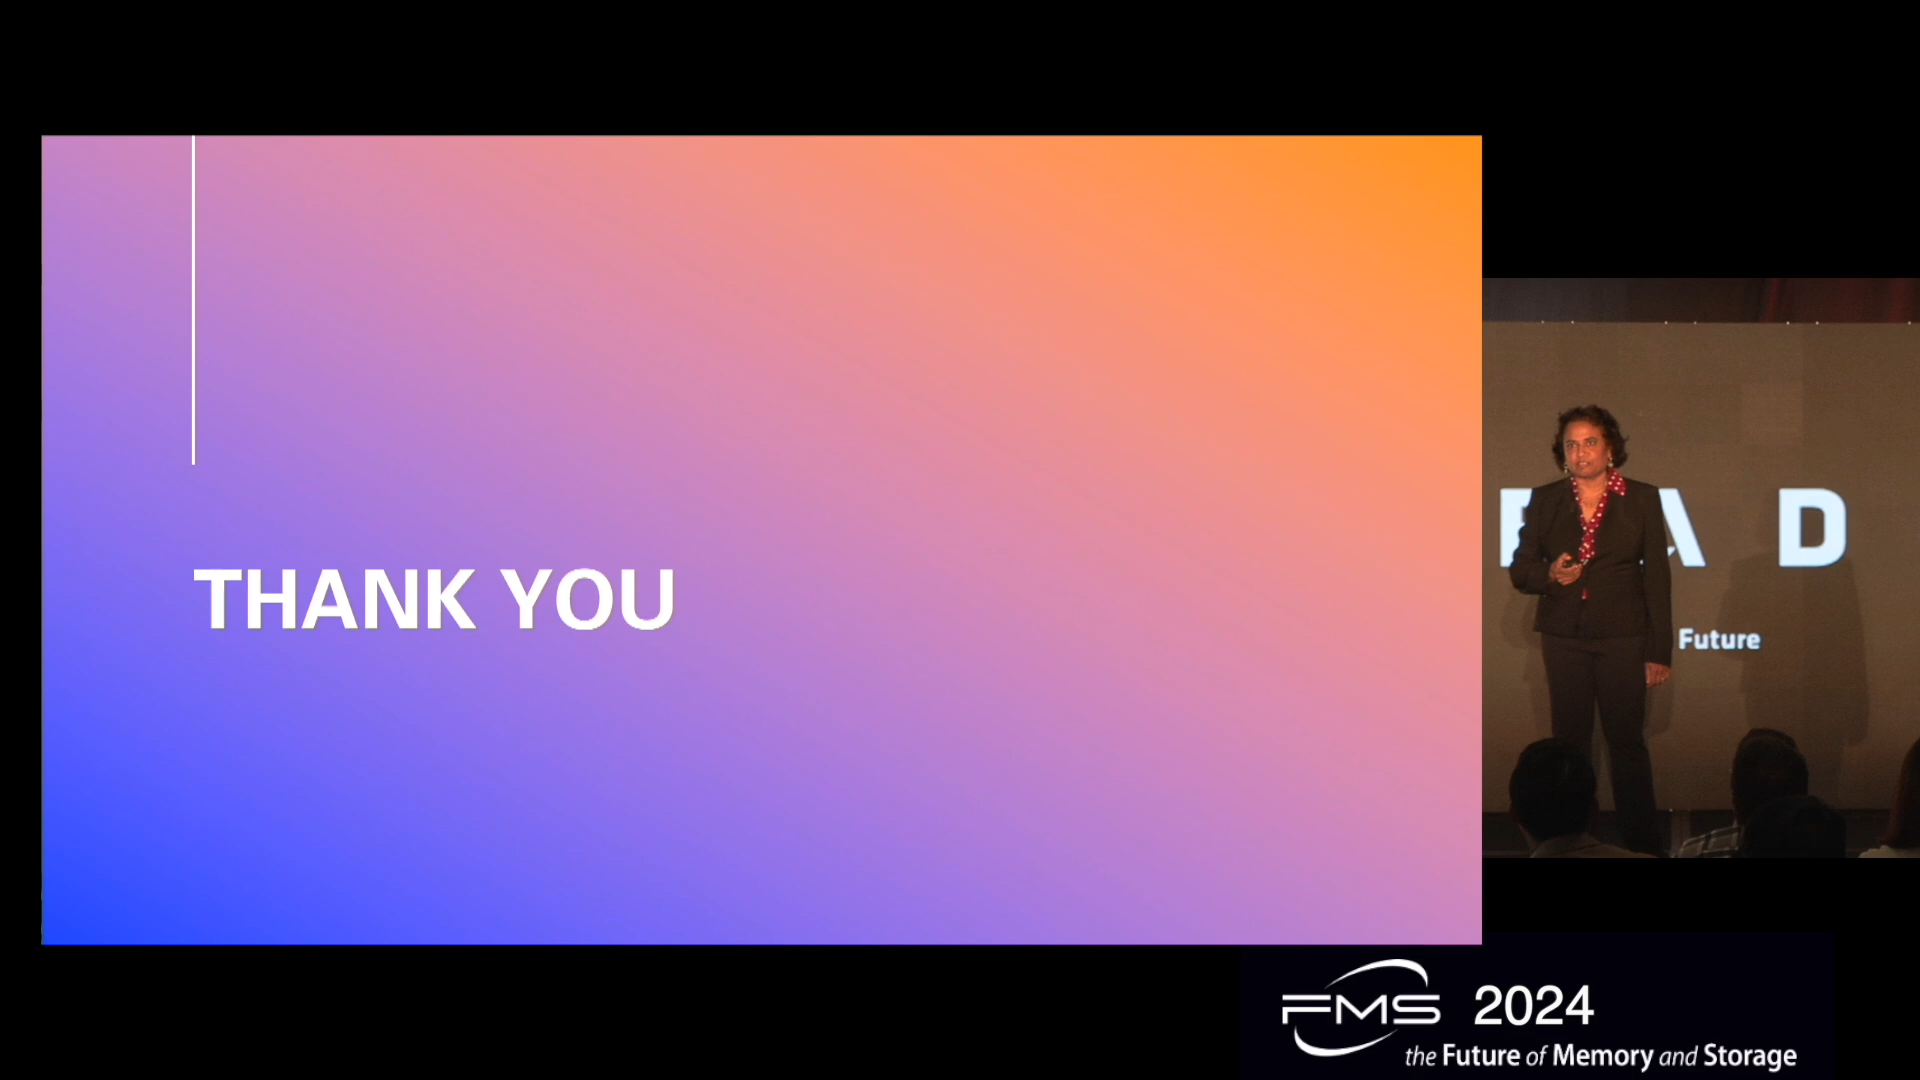 THANK YOU
A D
Future
FMS 2024
the Future of Memory and Storage